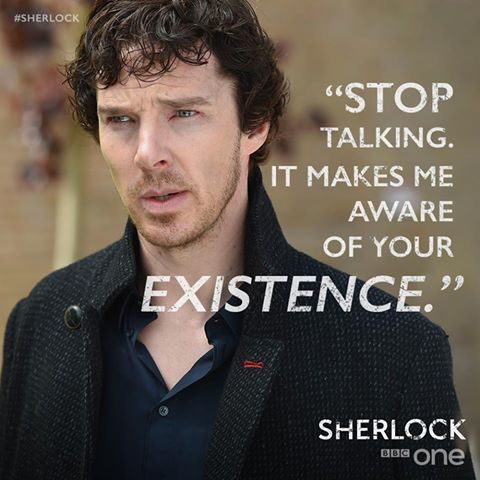 #SHERLOCK
“STOP
TALKING.
IT MAKES ME
AWARE
OF YOUR
EXISTENCE.”
SHERLOCK
BBC one